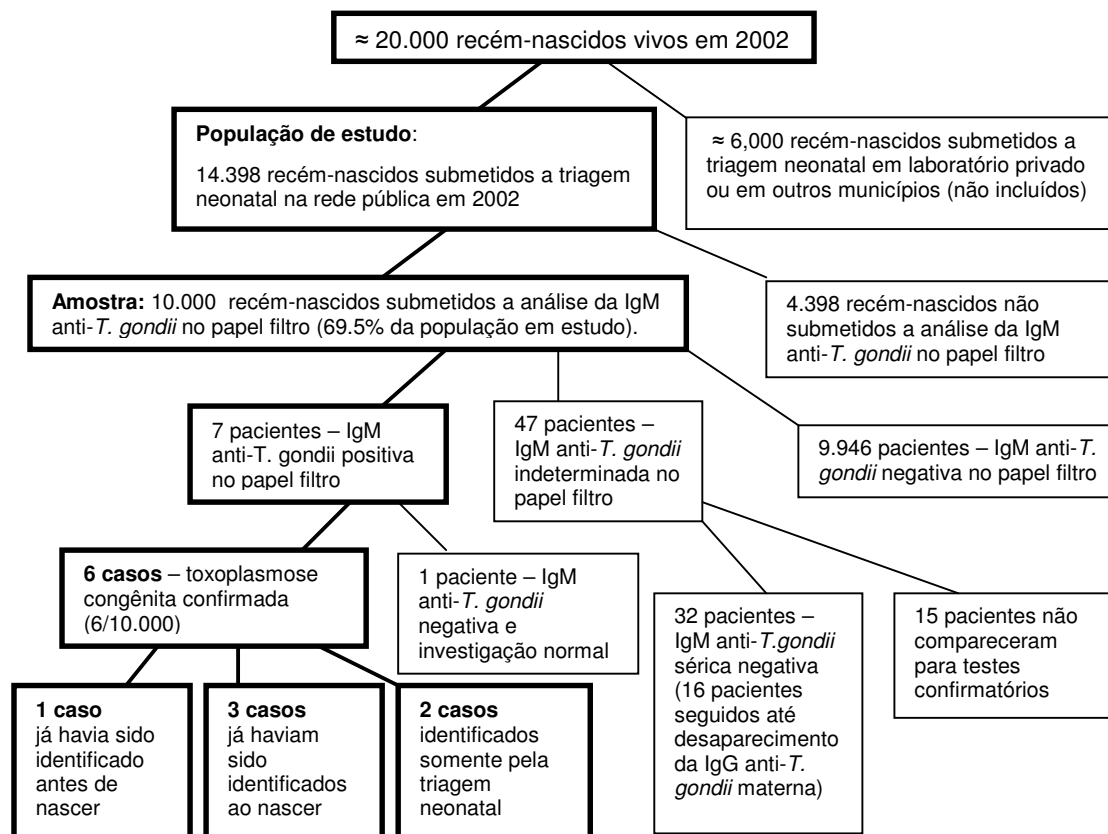 ≈ 20.000 recém-nascidos vivos em 2002
População de estudo:
14.398 recém-nascidos submetidos a triagem
neonatal na rede pública em 2002
≈ 6,000 recém-nascidos submetidos a
triagem neonatal em laboratório privado
ou em outros municípios (não incluídos)
Amostra: 10.000 recém-nascidos submetidos a análise da IgM
anti-T. gondii no papel filtro (69.5% da população em estudo).
4.398 recém-nascidos não
submetidos a análise da IgM
anti-T. gondii no papel filtro
7 pacientes – IgM
anti-T. gondii positiva
no papel filtro
47 pacientes –
IgM anti-T. gondii
indeterminada no
papel filtro
9.946 pacientes – IgM anti-T.
gondii negativa no papel filtro
6 casos – toxoplasmose
congênita confirmada
(6/10.000)
1 paciente – IgM
anti-T. gondii
negativa e
investigação normal
32 pacientes –
IgM anti-T.gondii
sérica negativa
(16 pacientes
seguidos até
desaparecimento
da IgG anti-T.
gondii materna)
15 pacientes não
compareceram
para testes
confirmatórios
1 caso
já havia sido
identificado
antes de
nascer
3 casos
já haviam
sido
identificados
ao nascer
2 casos
identificados
somente pela
triagem
neonatal